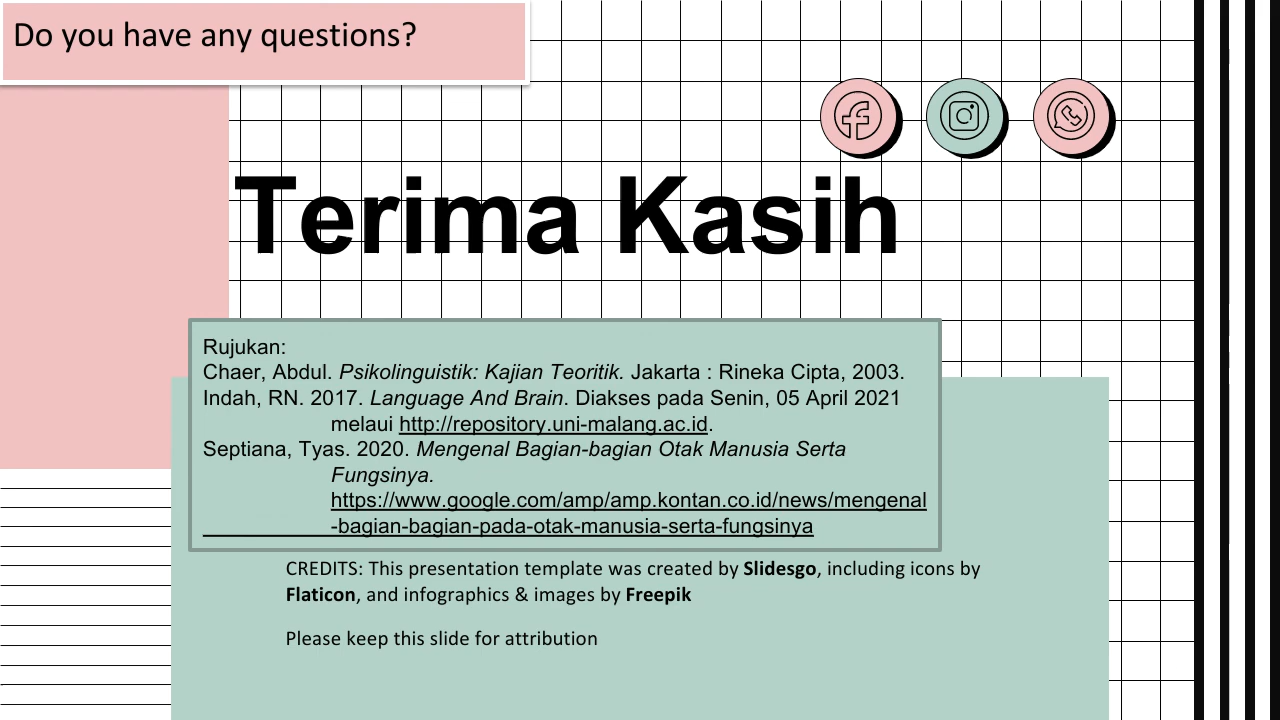 Do you have any questions?
Terima Kasih
Rujukan:
Chaer, Abdul. Psikolinguistik: Kajian Teoritik. Jakarta : Rineka Cipta, 2003.
Indah, RN. 2017. Language And Brain. Diakses pada Senin, 05 April 2021
melaui http://repository.uni-malang.ac.id.
Septiana, Tyas. 2020. Mengenal Bagian-bagian Otak Manusia Serta
Fungsinya.
https://www.google.com/amp/amp.kontan.co.id/news/mengenal
-bagian-bagian-pada-otak-manusia-serta-fungsinya
CREDITS: This presentation template was created by Slidesgo, including icons by
Flaticon, and infographics & images by Freepik
Please keep this slide for attribution